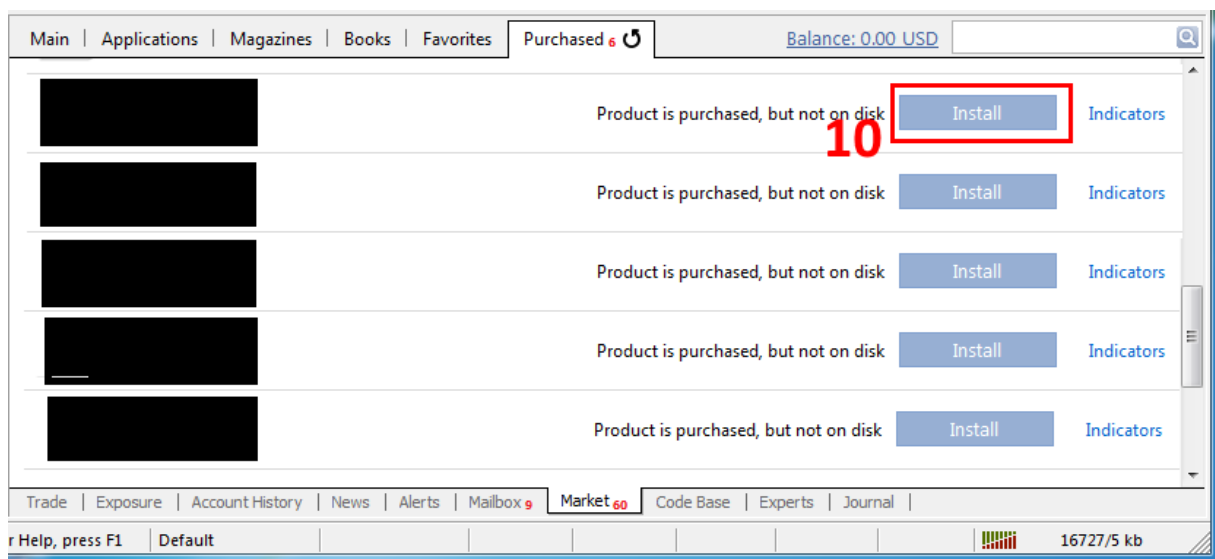 Main | Applications | Magazines | Books | Favorites Purchased 6 Balance: 0.00 USD
Product is purchased, but not on disk Install Indicators
10
Product is purchased, but not on disk Install Indicators
Product is purchased, but not on disk Install Indicators
Product is purchased, but not on disk Install Indicators
Product is purchased, but not on disk Install Indicators
Trade | Exposure | Account History | News | Alerts | Mailbox 9 Market 60 Code Base | Experts | Journal |
r Help, press F1 Default 16727/5 kb